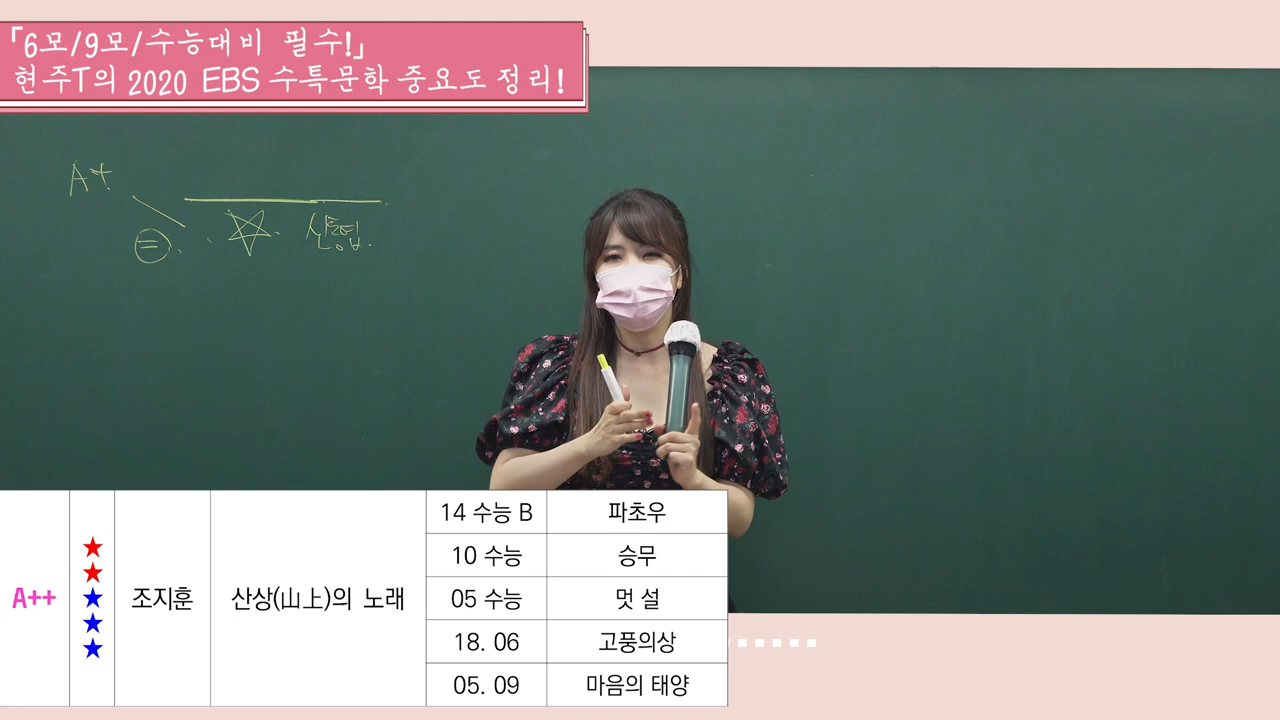 「6모/9모/수능대비 필수!」
현주T의 2020 EBS 수특문학 중요도 정리!
A+
A++ ★★★★★ 조지훈 산상(山上)의 노래
14 수능 B 파초우
10 수능 승무
05 수능 멋 설
18. 06 고풍의상
05. 09 마음의 태양